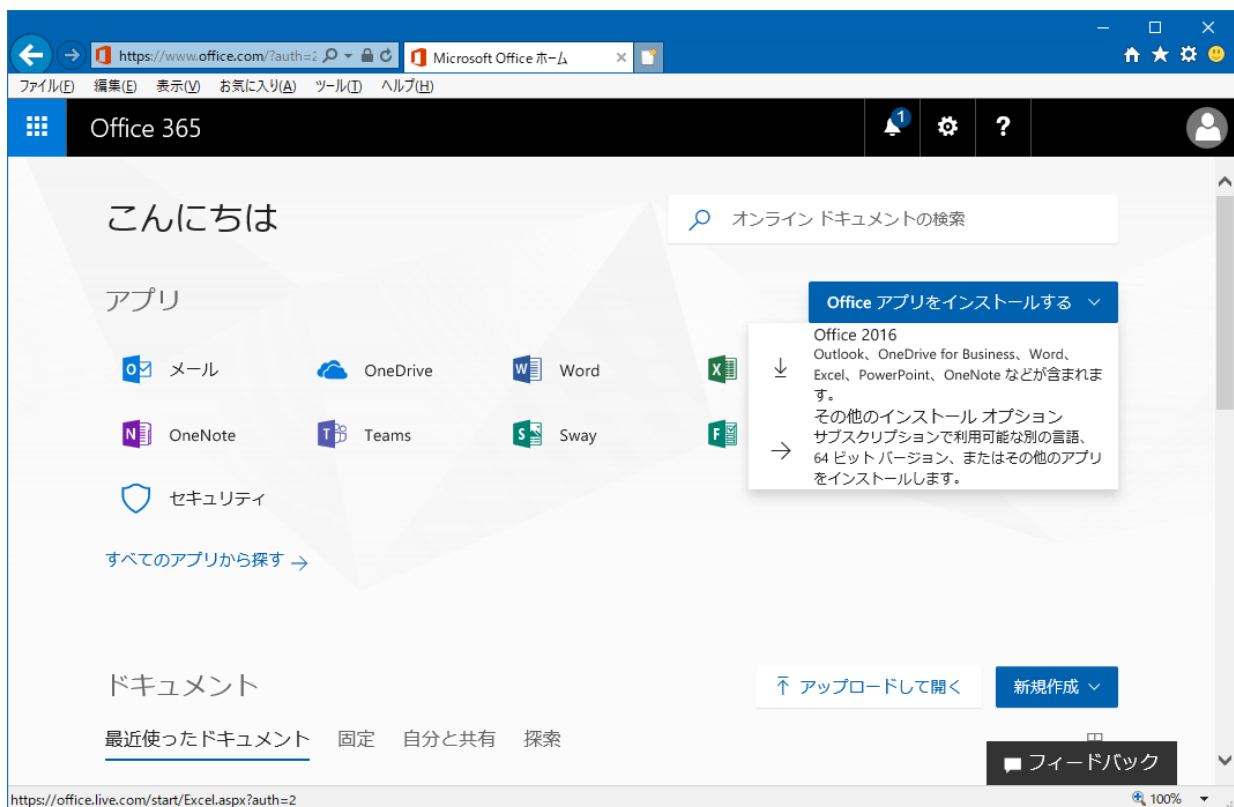 https://www.office.com/?auth=2
Microsoft Office ホーム
ファイル(F) 編集(E) 表示(V) お気に入り(A) ツール(T) ヘルプ(H)
Office 365
1
?
こんにちは
オンライン ドキュメントの検索
アプリ
Office アプリをインストールする
Office 2016
Outlook、OneDrive for Business、Word、
Excel、PowerPoint、OneNote などが含まれま
す。
その他のインストール オプション
サブスクリプションで利用可能な別の言語、
64 ビット バージョン、またはその他のアプリ
をインストールします。
メール
OneDrive
Word
OneNote
Teams
Sway
セキュリティ
すべてのアプリから探す →
ドキュメント
アップロードして開く
新規作成
最近使ったドキュメント 固定 自分と共有 探索
フィードバック
https://office.live.com/start/Excel.aspx?auth=2
100%